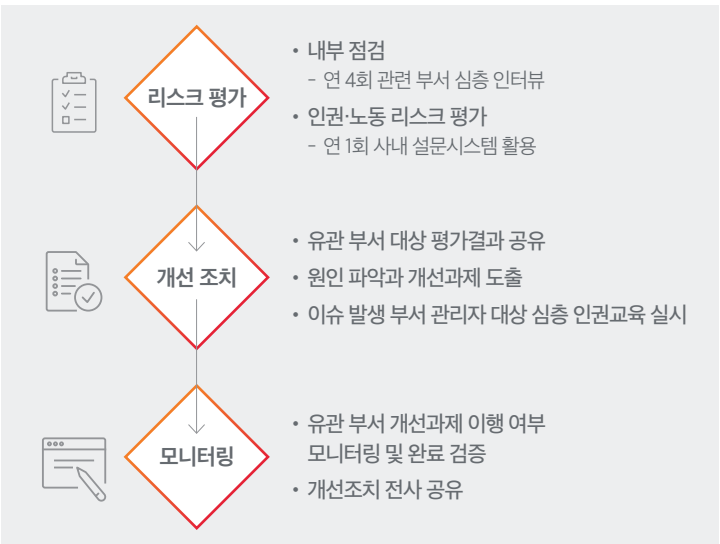 리스크 평가
• 내부 점검
- 연 4회 관련 부서 심층 인터뷰
• 인권·노동 리스크 평가
- 연 1회 사내 설문시스템 활용
개선 조치
• 유관 부서 대상 평가결과 공유
• 원인 파악과 개선과제 도출
• 이슈 발생 부서 관리자 대상 심층 인권교육 실시
모니터링
• 유관 부서 개선과제 이행 여부
모니터링 및 완료 검증
• 개선조치 전사 공유